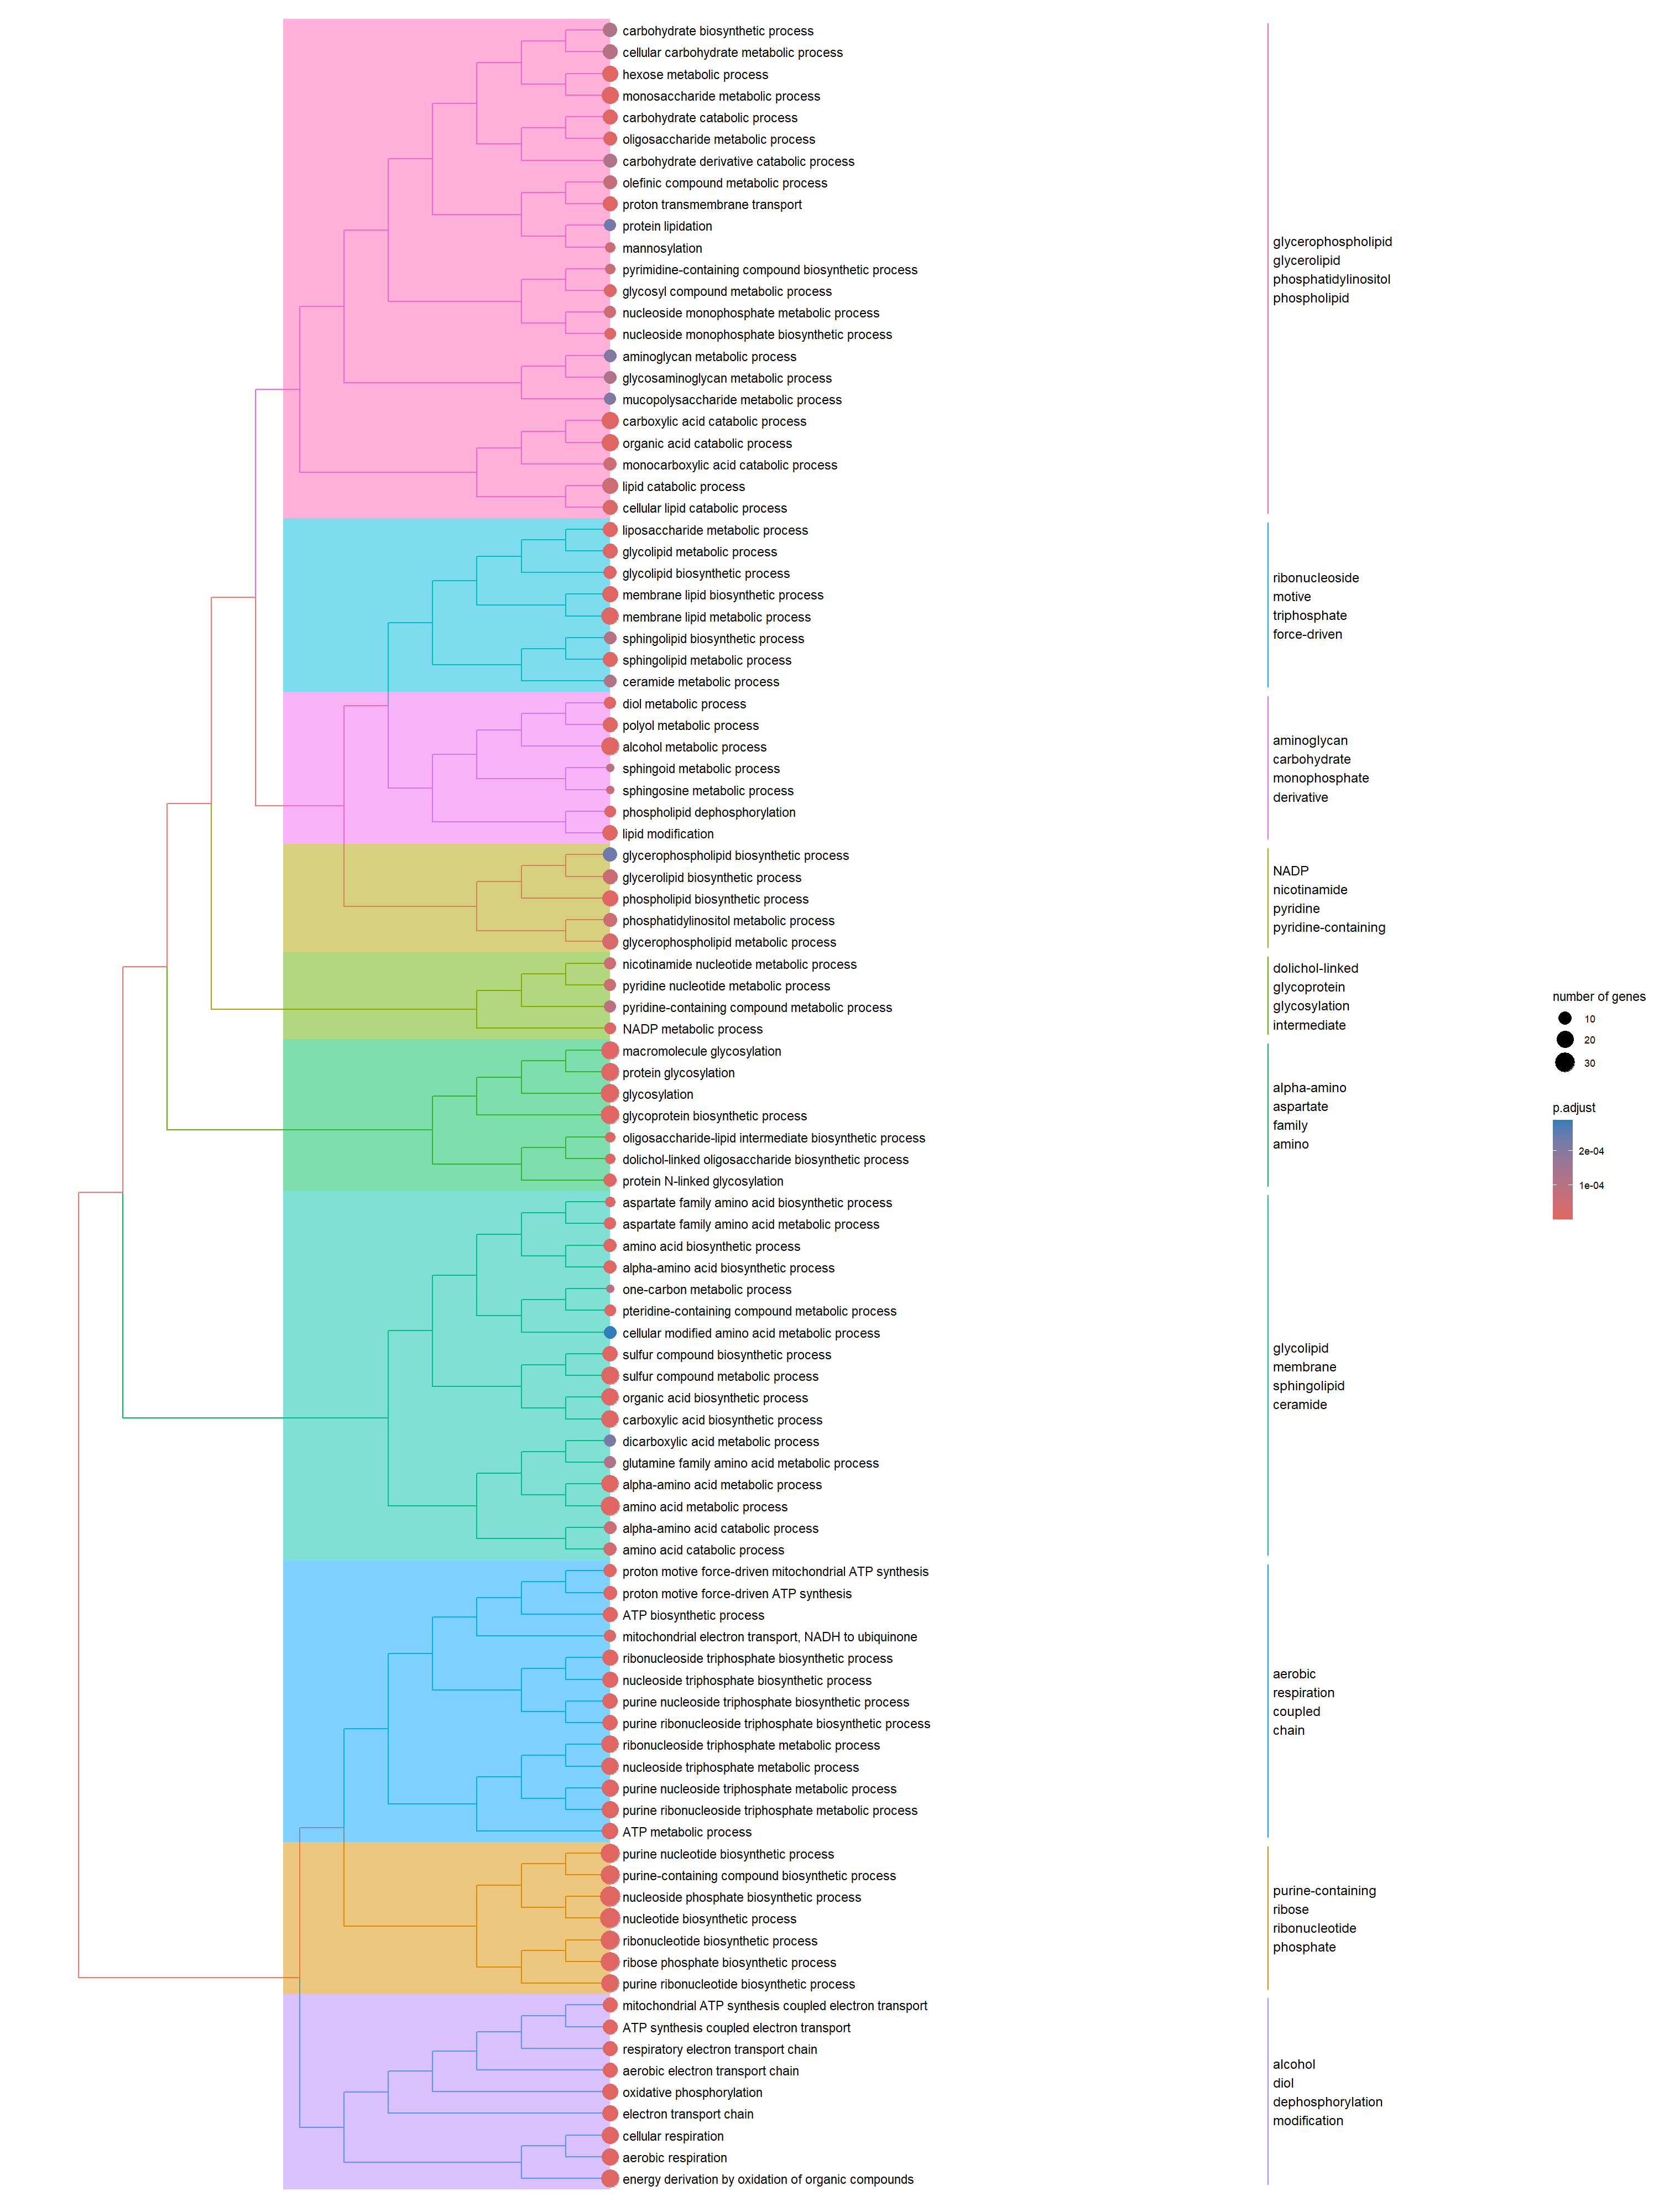 carbohydrate biosynthetic process
cellular carbohydrate metabolic process
hexose metabolic process
monosaccharide metabolic process
carbohydrate catabolic process
oligosaccharide metabolic process
carbohydrate derivative catabolic process
olefinic compound metabolic process
proton transmembrane transport
protein lipidation
mannosylation
pyrimidine-containing compound biosynthetic process
glycosyl compound metabolic process
nucleoside monophosphate metabolic process
nucleoside monophosphate biosynthetic process
aminoglycan metabolic process
glycosaminoglycan metabolic process
mucopolysaccharide metabolic process
carboxylic acid catabolic process
organic acid catabolic process
monocarboxylic acid catabolic process
lipid catabolic process
cellular lipid catabolic process
liposaccharide metabolic process
glycolipid metabolic process
glycolipid biosynthetic process
membrane lipid biosynthetic process
membrane lipid metabolic process
sphingolipid biosynthetic process
sphingolipid metabolic process
ceramide metabolic process
diol metabolic process
polyol metabolic process
alcohol metabolic process
sphingoid metabolic process
sphingosine metabolic process
phospholipid dephosphorylation
lipid modification
glycerophospholipid biosynthetic process
glycerolipid biosynthetic process
phospholipid biosynthetic process
phosphatidylinositol metabolic process
glycerophospholipid metabolic process
nicotinamide nucleotide metabolic process
pyridine nucleotide metabolic process
pyridine-containing compound metabolic process
NADP metabolic process
macromolecule glycosylation
protein glycosylation
glycosylation
glycoprotein biosynthetic process
oligosaccharide-lipid intermediate biosynthetic process
dolichol-linked oligosaccharide biosynthetic process
protein N-linked glycosylation
aspartate family amino acid biosynthetic process
aspartate family amino acid metabolic process
amino acid biosynthetic process
alpha-amino acid biosynthetic process
one-carbon metabolic process
pteridine-containing compound metabolic process
cellular modified amino acid metabolic process
sulfur compound biosynthetic process
sulfur compound metabolic process
organic acid biosynthetic process
carboxylic acid biosynthetic process
dicarboxylic acid metabolic process
glutamine family amino acid metabolic process
alpha-amino acid metabolic process
amino acid metabolic process
alpha-amino acid catabolic process
amino acid catabolic process
proton motive force-driven mitochondrial ATP synthesis
proton motive force-driven ATP synthesis
ATP biosynthetic process
mitochondrial electron transport, NADH to ubiquinone
ribonucleoside triphosphate biosynthetic process
nucleoside triphosphate biosynthetic process
purine nucleoside triphosphate biosynthetic process
purine ribonucleoside triphosphate biosynthetic process
ribonucleoside triphosphate metabolic process
nucleoside triphosphate metabolic process
purine nucleoside triphosphate metabolic process
purine ribonucleoside triphosphate metabolic process
ATP metabolic process
purine nucleotide biosynthetic process
purine-containing compound biosynthetic process
nucleoside phosphate biosynthetic process
nucleotide biosynthetic process
ribonucleotide biosynthetic process
ribose phosphate biosynthetic process
purine ribonucleotide biosynthetic process
mitochondrial ATP synthesis coupled electron transport
ATP synthesis coupled electron transport
respiratory electron transport chain
aerobic electron transport chain
oxidative phosphorylation
electron transport chain
cellular respiration
aerobic respiration
energy derivation by oxidation of organic compounds
glycerophospholipid
glycerolipid
phosphatidylinositol
phospholipid
ribonucleoside
motive
triphosphate
force-driven
aminoglycan
carbohydrate
monophosphate
derivative
NADP
nicotinamide
pyridine
pyridine-containing
dolichol-linked
glycoprotein
glycosylation
intermediate
alpha-amino
aspartate
family
amino
glycolipid
membrane
sphingolipid
ceramide
aerobic
respiration
coupled
chain
purine-containing
ribose
ribonucleotide
phosphate
alcohol
diol
dephosphorylation
modification
number of genes
10
20
30
p.adjust
2e-04
1e-04